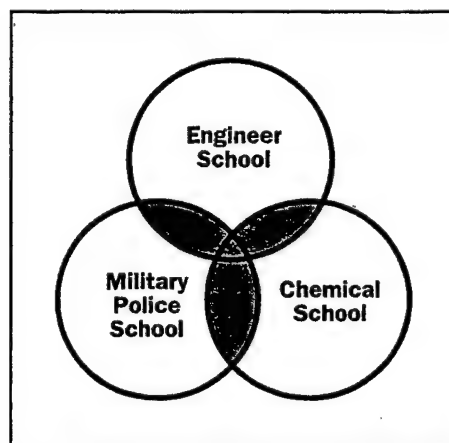 Engineer
School
Military
Police
School
Chemical
School